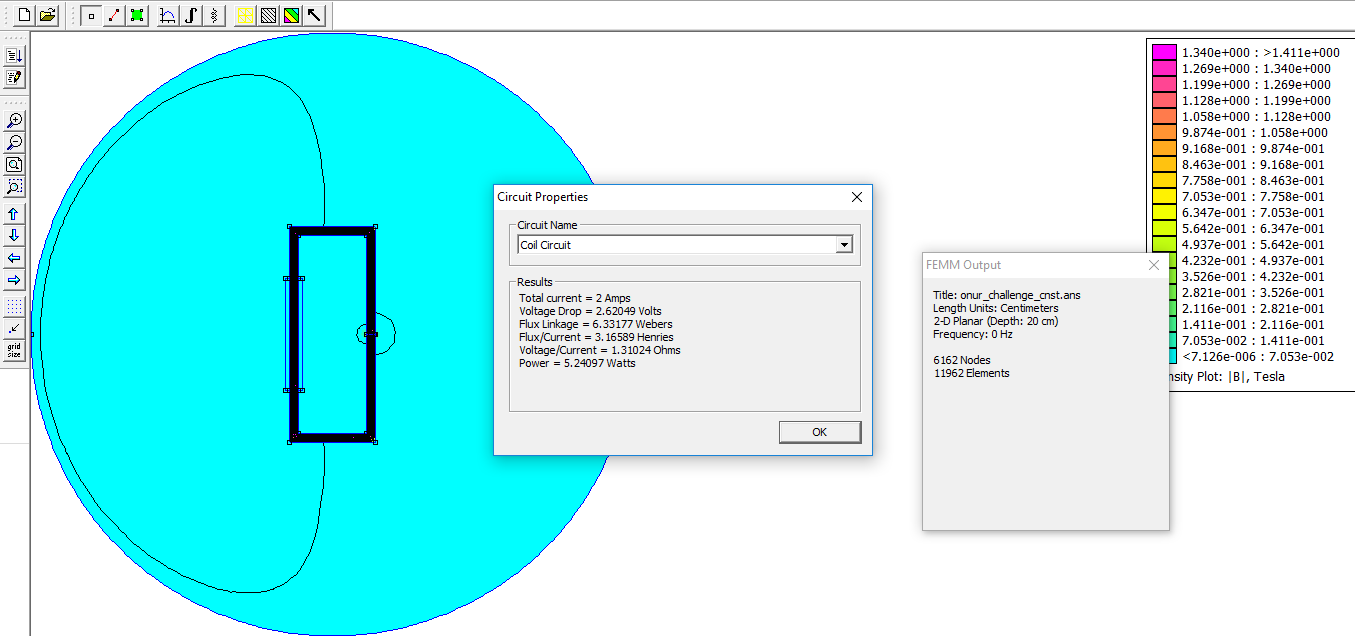 grid
size
Circuit Properties
Circuit Name
Coil Circuit
Results
Total current = 2 Amps
Voltage Drop = 2.62049 Volts
Flux Linkage = 6.33177 Webers
Flux/Current = 3.16589 Henries
Voltage/Current = 1.31024 Ohms
Power = 5.24097 Watts
OK
FEMM Output
Title: onur_challenge_cnst.ans
Length Units: Centimeters
2-D Planar (Depth: 20 cm)
Frequency: 0 Hz
6162 Nodes
11962 Elements
1.340e+000 : >1.411e+000
1.269e+000 : 1.340e+000
1.199e+000 : 1.269e+000
1.128e+000 : 1.199e+000
1.058e+000 : 1.128e+000
9.874e-001 : 1.058e+000
9.168e-001 : 9.874e-001
8.463e-001 : 9.168e-001
7.758e-001 : 8.463e-001
7.053e-001 : 7.758e-001
6.347e-001 : 7.053e-001
5.642e-001 : 6.347e-001
4.937e-001 : 5.642e-001
4.232e-001 : 4.937e-001
3.526e-001 : 4.232e-001
2.821e-001 : 3.526e-001
2.116e-001 : 2.821e-001
1.411e-001 : 2.116e-001
7.053e-002 : 1.411e-001
<7.126e-006 : 7.053e-002
nsity Plot: |B|, Tesla